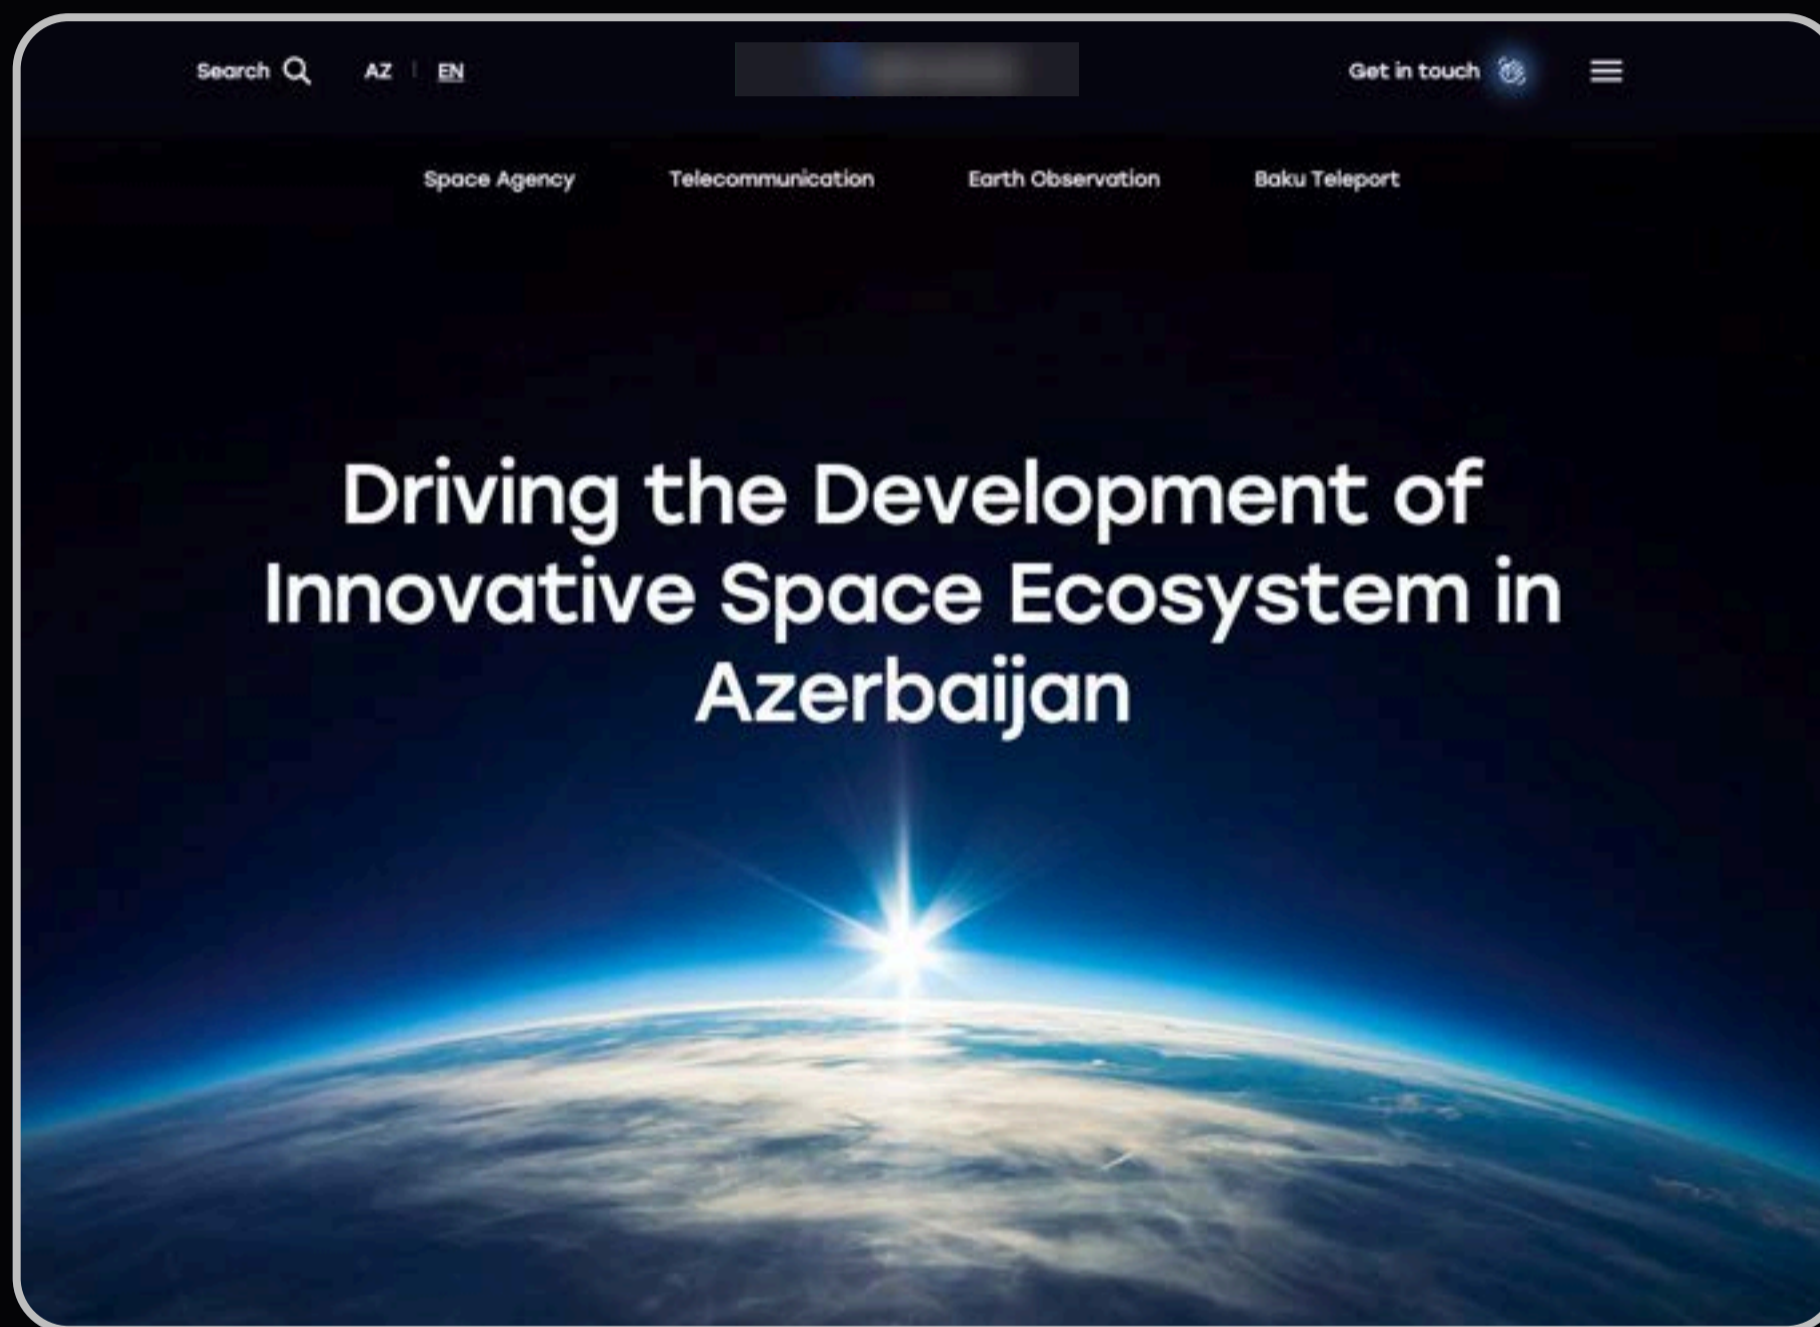 Search
AZ | EN
Get in touch
Space Agency
Telecommunication
Earth Observation
Baku Teleport
Driving the Development of
Innovative Space Ecosystem in
Azerbaijan